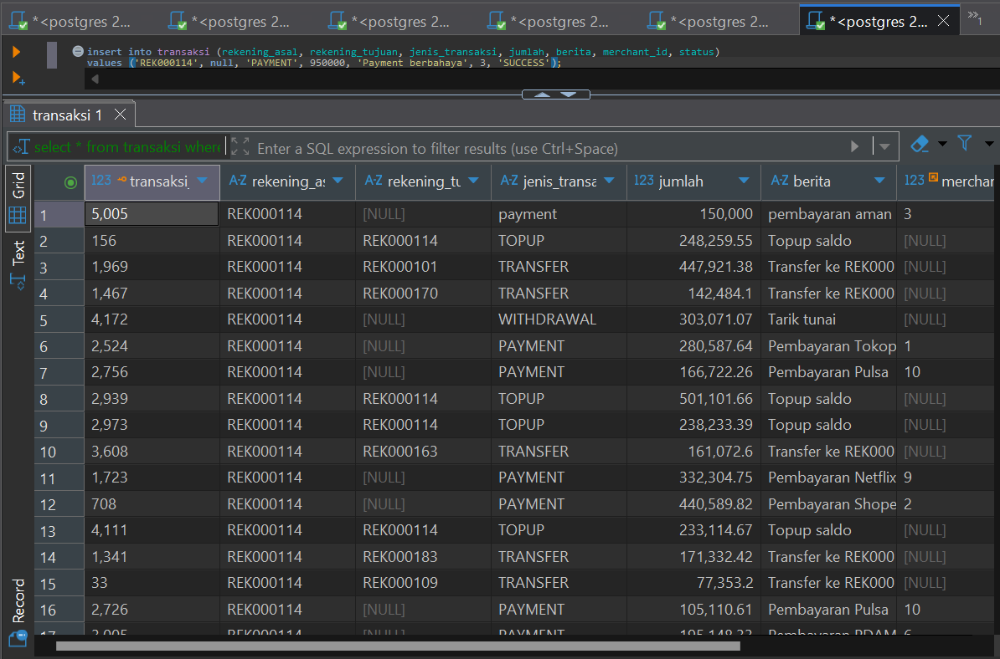 *<postgres 2... *<postgres 2... *<postgres 2... *<postgres 2... *<postgres 2... *<postgres 2... »1
insert into transaksi (rekening_asal, rekening_tujuan, jenis_transaksi, jumlah, berita, merchant_id, status)
values ('REK000114', null, 'PAYMENT', 950000, 'Payment berbahaya', 3, 'SUCCESS');
transaksi 1
select * from transaksi where Enter a SQL expression to filter results (use Ctrl+Space)
Grid
Text
Record
123 transaksi_ A-Z rekening_as A-Z rekening_tu A-Z jenis_transa 123 jumlah A-Z berita 123 merchan
1 5,005 REK000114 [NULL] payment 150,000 pembayaran aman 3
2 156 REK000114 REK000114 TOPUP 248,259.55 Topup saldo [NULL]
3 1,969 REK000114 REK000101 TRANSFER 447,921.38 Transfer ke REK000 [NULL]
4 1,467 REK000114 REK000170 TRANSFER 142,484.1 Transfer ke REK000 [NULL]
5 4,172 REK000114 [NULL] WITHDRAWAL 303,071.07 Tarik tunai [NULL]
6 2,524 REK000114 [NULL] PAYMENT 280,587.64 Pembayaran Tokop 1
7 2,756 REK000114 [NULL] PAYMENT 166,722.26 Pembayaran Pulsa 10
8 2,939 REK000114 REK000114 TOPUP 501,101.66 Topup saldo [NULL]
9 2,973 REK000114 REK000114 TOPUP 238,233.39 Topup saldo [NULL]
10 3,608 REK000114 REK000163 TRANSFER 161,072.6 Transfer ke REK000 [NULL]
11 1,723 REK000114 [NULL] PAYMENT 332,304.75 Pembayaran Netflix 9
12 708 REK000114 [NULL] PAYMENT 440,589.82 Pembayaran Shope 2
13 4,111 REK000114 REK000114 TOPUP 233,114.67 Topup saldo [NULL]
14 1,341 REK000114 REK000183 TRANSFER 171,332.42 Transfer ke REK000 [NULL]
15 33 REK000114 REK000109 TRANSFER 77,353.2 Transfer ke REK000 [NULL]
16 2,726 REK000114 [NULL] PAYMENT 105,110.61 Pembayaran Pulsa 10
17 REK000114 [NULL] PAYMENT Pembayaran PDAM 6